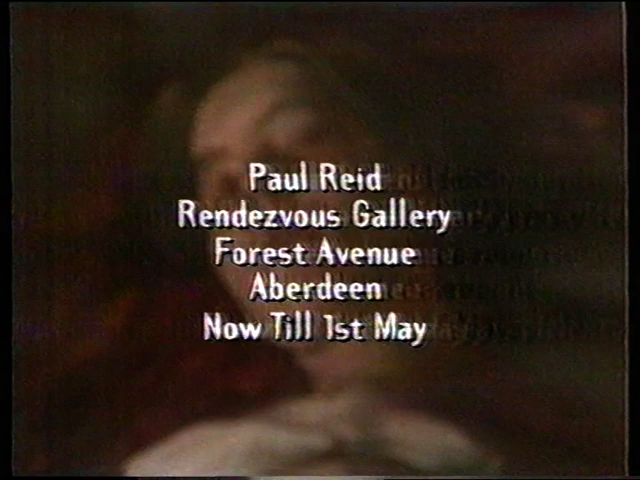 Paul Reid
Rendezvous Gallery
Forest Avenue
Aberdeen
Now Till 1st May